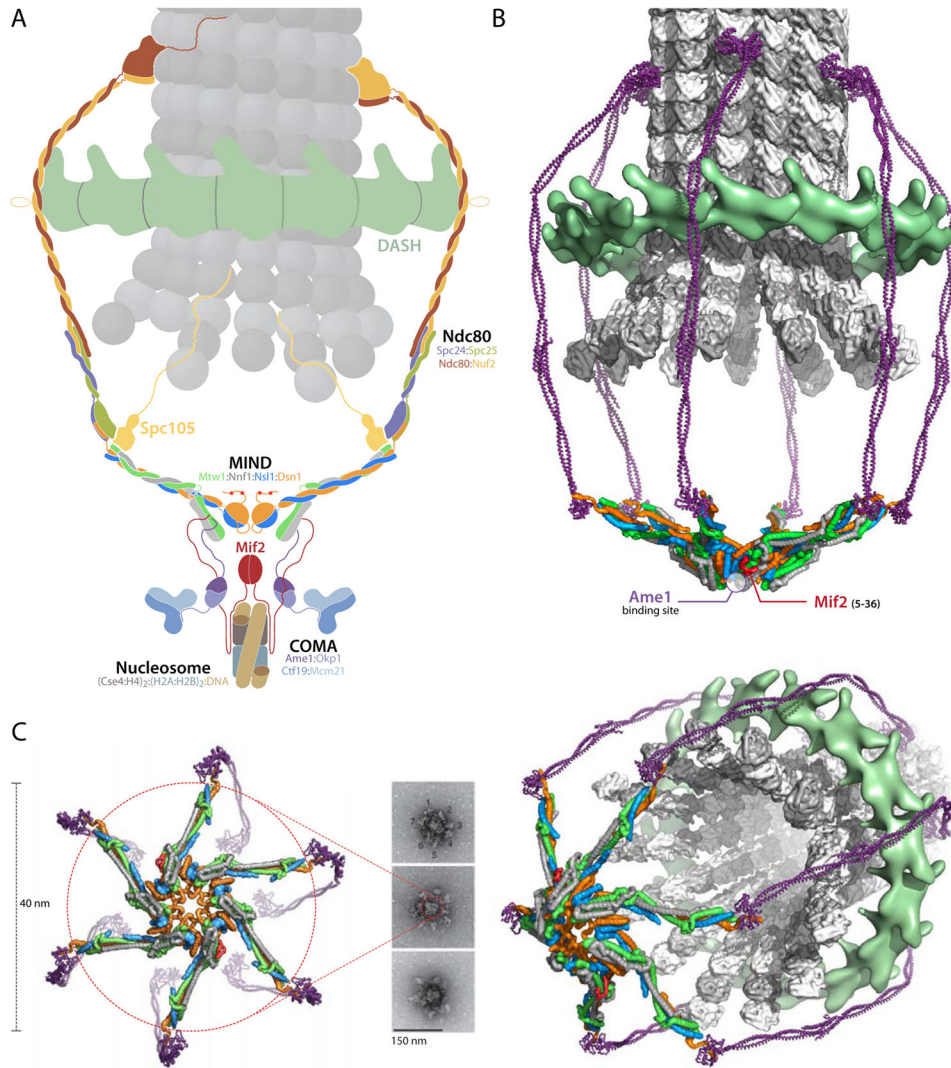 A
DASH
Ndc80
Spc24:Spc25
Ndc80:Nuf2
Spc105
MIND
Mtw1:Nnf1:Nsl1:Dsn1
Mif2
COMA
Ame1:Okp1
Ctf19:Mcm21
Nucleosome
(Cse4:H4)₂:(H2A:H2B)₂:DNA
B
Ame1
binding site
Mif2 (5-36)
C
40 nm
150 nm